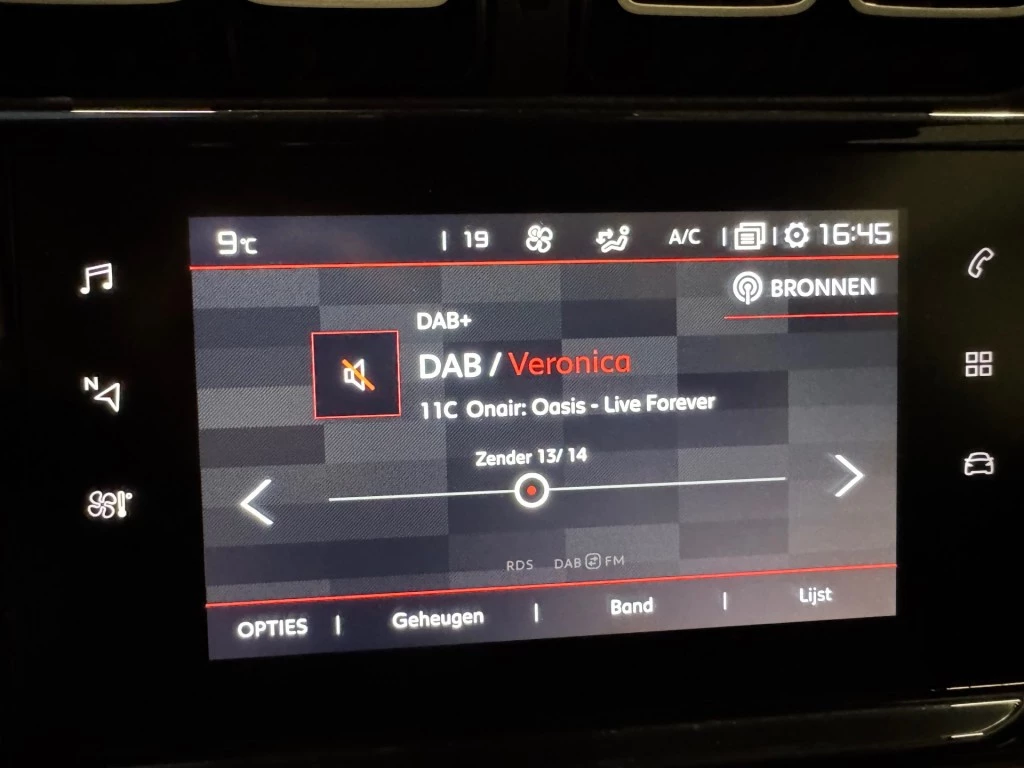 9°C | 19 A/C | | 16:45
BRONNEN
DAB+
DAB / Veronica
11C Onair: Oasis - Live Forever
Zender 13/ 14
RDS DAB FM
OPTIES | Geheugen | Band | Lijst
N